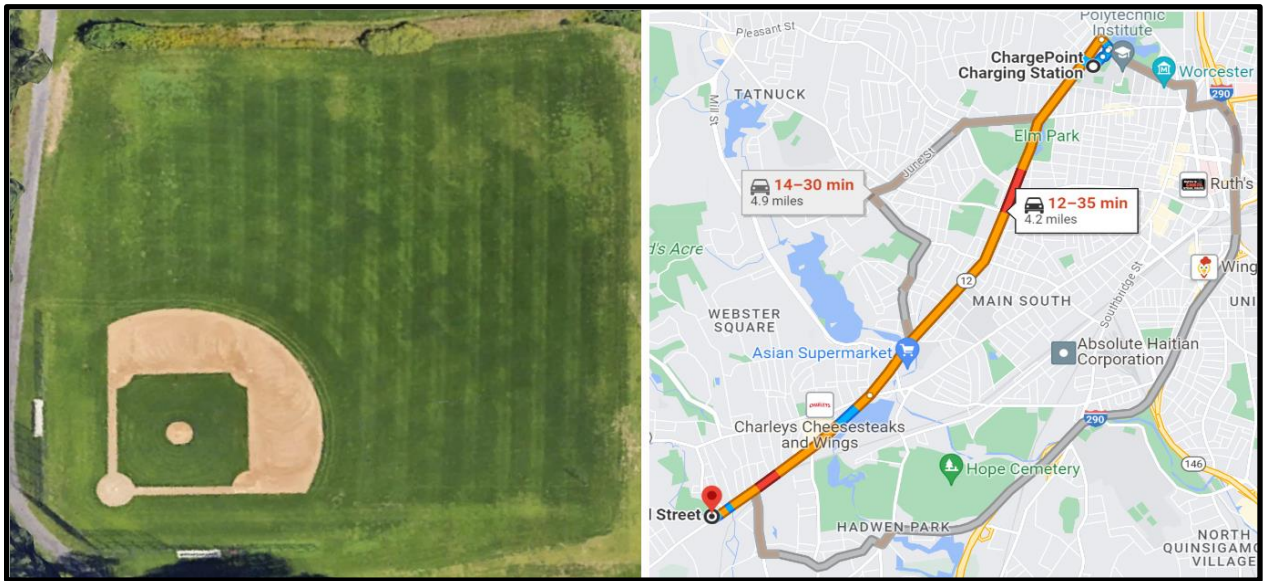 Polytechnic
Institute
Pleasant St
ChargePoint
Charging Station
Worcester
290
TATNUCK
Mill St
Elm Park
June St
14–30 min
4.9 miles
12–35 min
4.2 miles
Ruth's
d's Acre
Wing
12
MAIN SOUTH
Southbridge St
UNI
WEBSTER
SQUARE
Asian Supermarket
Absolute Haitian
Corporation
CHARLEYS
Charleys Cheesesteaks
and Wings
290
146
Hope Cemetery
l Street
HADWEN PARK
NORTH
QUINSIGAMO
VILLAGE